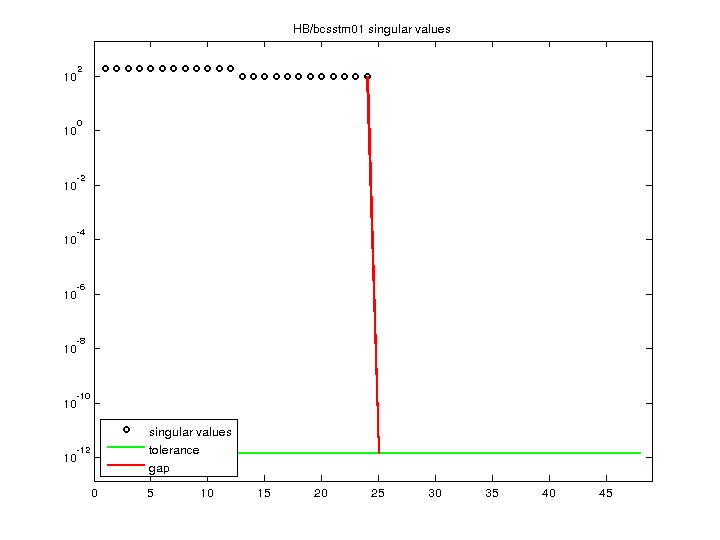 HB/bcsstm01 singular values
10^2
10^0
10^-2
10^-4
10^-6
10^-8
10^-10
10^-12
singular values
tolerance
gap
0 5 10 15 20 25 30 35 40 45